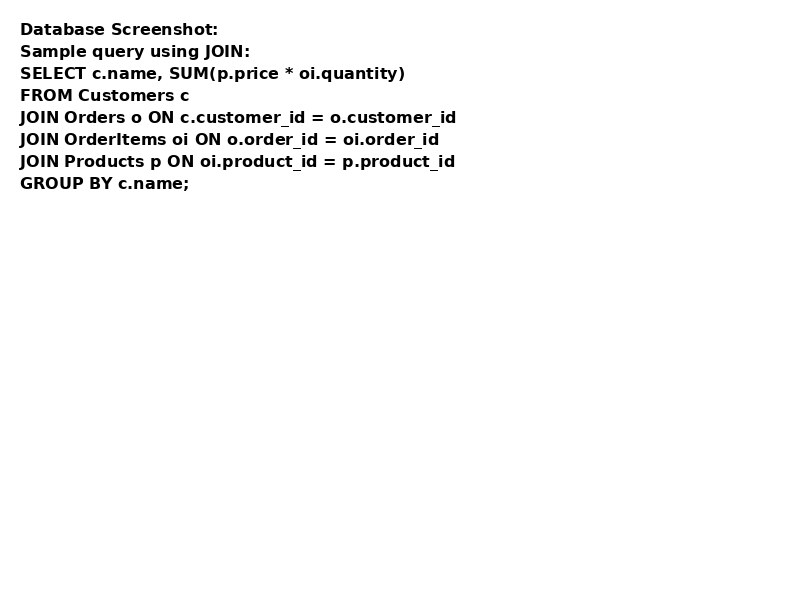 Database Screenshot:
Sample query using JOIN:
SELECT c.name, SUM(p.price * oi.quantity)
FROM Customers c
JOIN Orders o ON c.customer_id = o.customer_id
JOIN OrderItems oi ON o.order_id = oi.order_id
JOIN Products p ON oi.product_id = p.product_id
GROUP BY c.name;